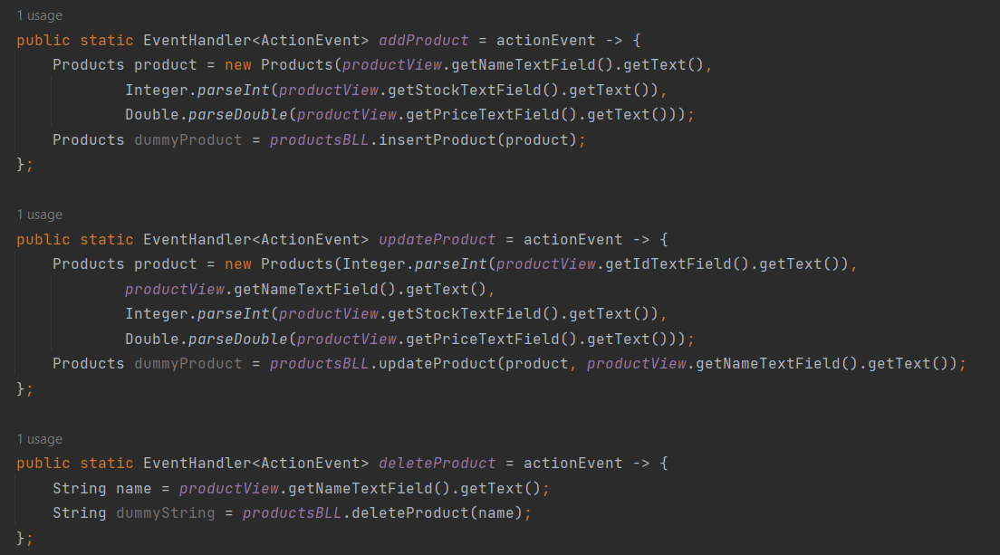 1 usage
public static EventHandler<ActionEvent> addProduct = actionEvent -> {
    Products product = new Products(productView.getNameTextField().getText(),
            Integer.parseInt(productView.getStockTextField().getText()),
            Double.parseDouble(productView.getPriceTextField().getText()));
    Products dummyProduct = productsBLL.insertProduct(product);
};
1 usage
public static EventHandler<ActionEvent> updateProduct = actionEvent -> {
    Products product = new Products(Integer.parseInt(productView.getIdTextField().getText()),
            productView.getNameTextField().getText(),
            Integer.parseInt(productView.getStockTextField().getText()),
            Double.parseDouble(productView.getPriceTextField().getText()));
    Products dummyProduct = productsBLL.updateProduct(product, productView.getNameTextField().getText());
};
1 usage
public static EventHandler<ActionEvent> deleteProduct = actionEvent -> {
    String name = productView.getNameTextField().getText();
    String dummyString = productsBLL.deleteProduct(name);
};